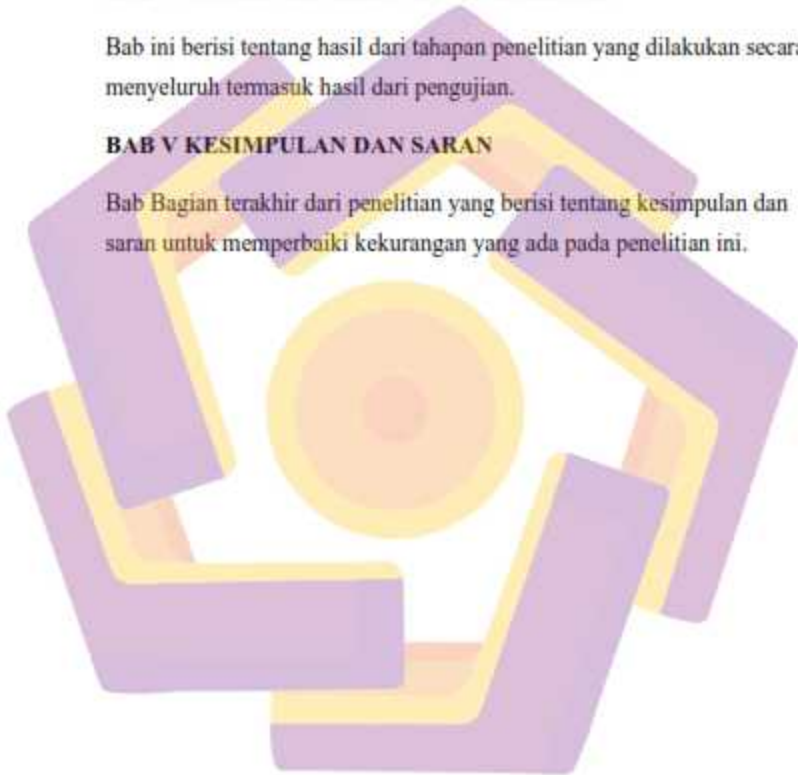 Bab ini berisi tentang hasil dari tahapan penelitian yang dilakukan secara
menyeluruh termasuk hasil dari pengujian.
BAB V KESIMPULAN DAN SARAN
Bab Bagian terakhir dari penelitian yang berisi tentang kesimpulan dan
saran untuk memperbaiki kekurangan yang ada pada penelitian ini.